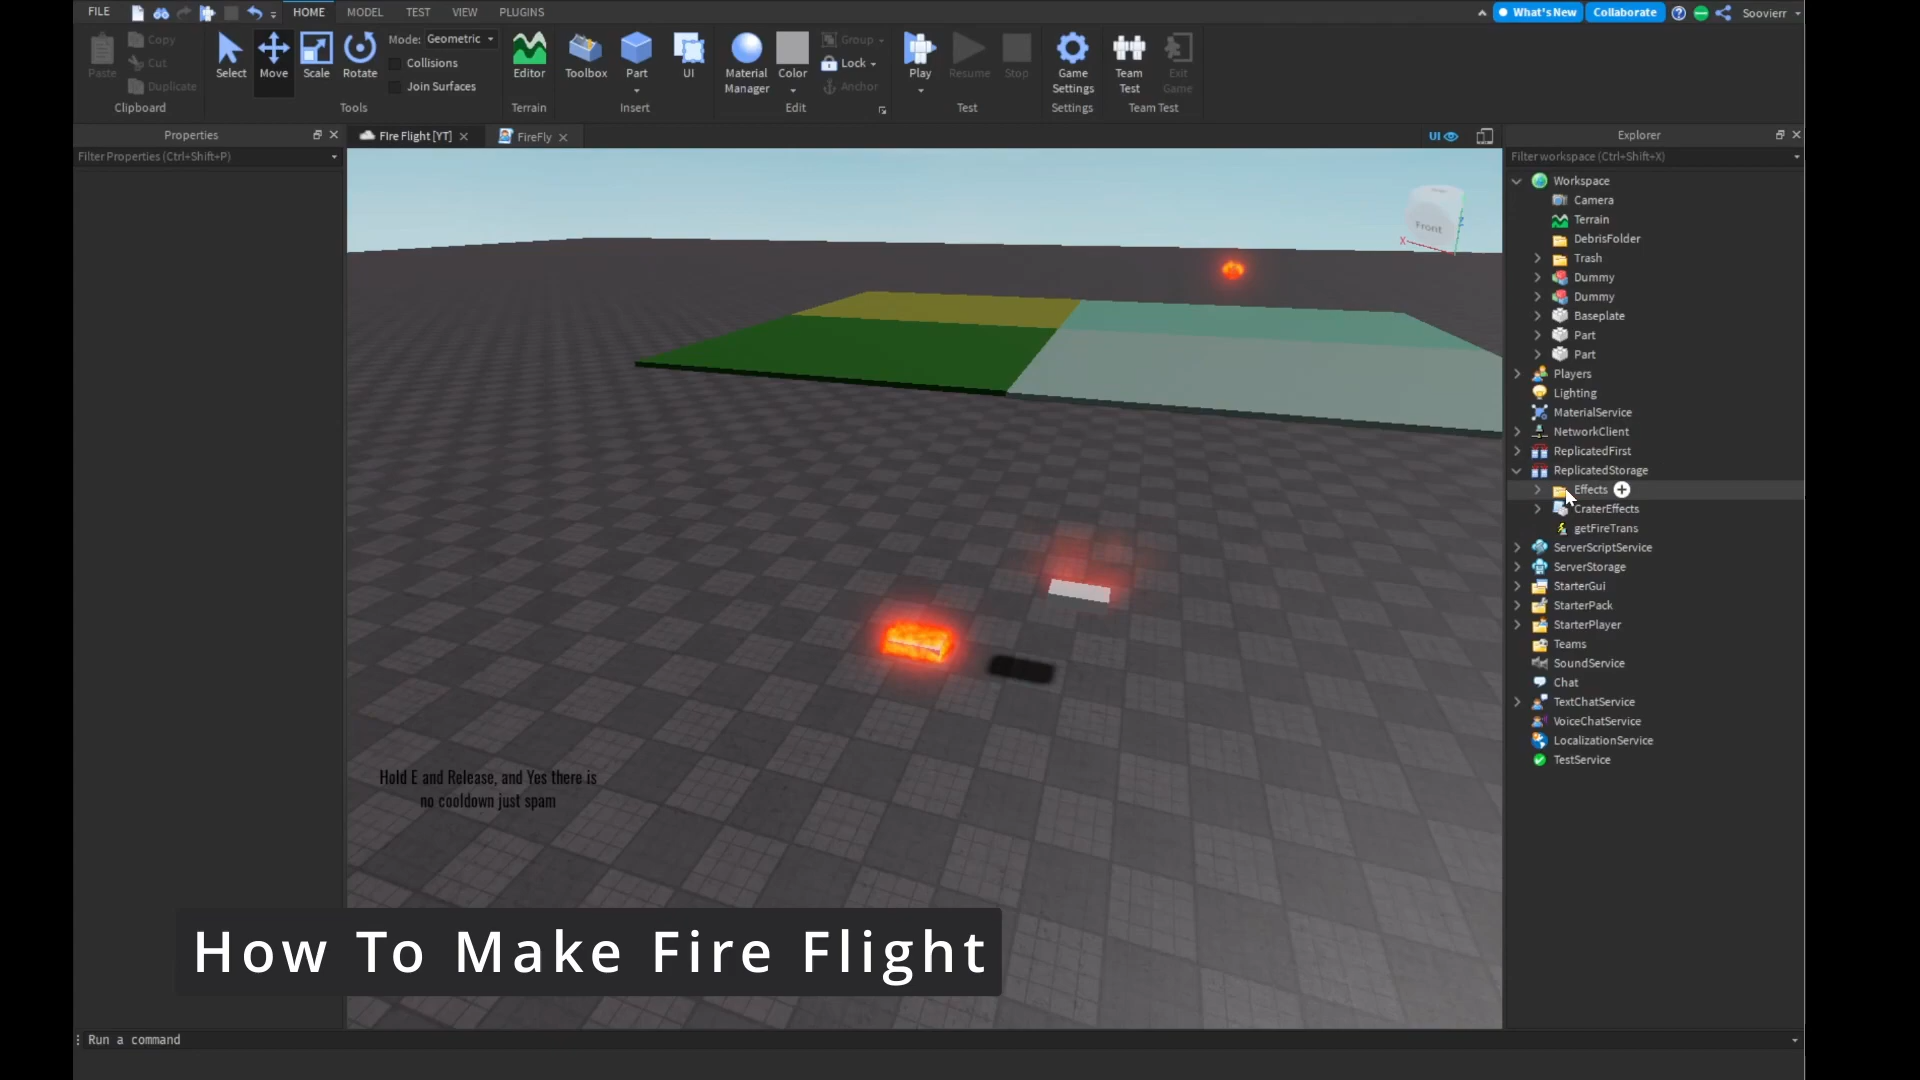 FILE
HOME
MODEL
TEST
VIEW
PLUGINS
What's New
Collaborate
Soovierr
Paste
Copy
Cut
Duplicate
Clipboard
Select
Move
Scale
Rotate
Mode: Geometric
Collisions
Join Surfaces
Tools
Editor
Terrain
Toolbox
Part
UI
Insert
Material
Manager
Color
Group
Lock
Anchor
Edit
Play
Resume
Stop
Test
Game
Settings
Settings
Team
Test
Exit
Game
Team Test
Properties
Filter Properties (Ctrl+Shift+P)
FIre Flight [YT]
FireFly
UI
Explorer
Filter workspace (Ctrl+Shift+X)
Front
X
Z
Workspace
Camera
Terrain
DebrisFolder
Trash
Dummy
Dummy
Baseplate
Part
Part
Players
Lighting
MaterialService
NetworkClient
ReplicatedFirst
ReplicatedStorage
Effects
CraterEffects
getFireTrans
ServerScriptService
ServerStorage
StarterGui
StarterPack
StarterPlayer
Teams
SoundService
Chat
TextChatService
VoiceChatService
LocalizationService
TestService
Hold E and Release, and Yes there is
no cooldown just spam
How To Make Fire Flight
Run a command